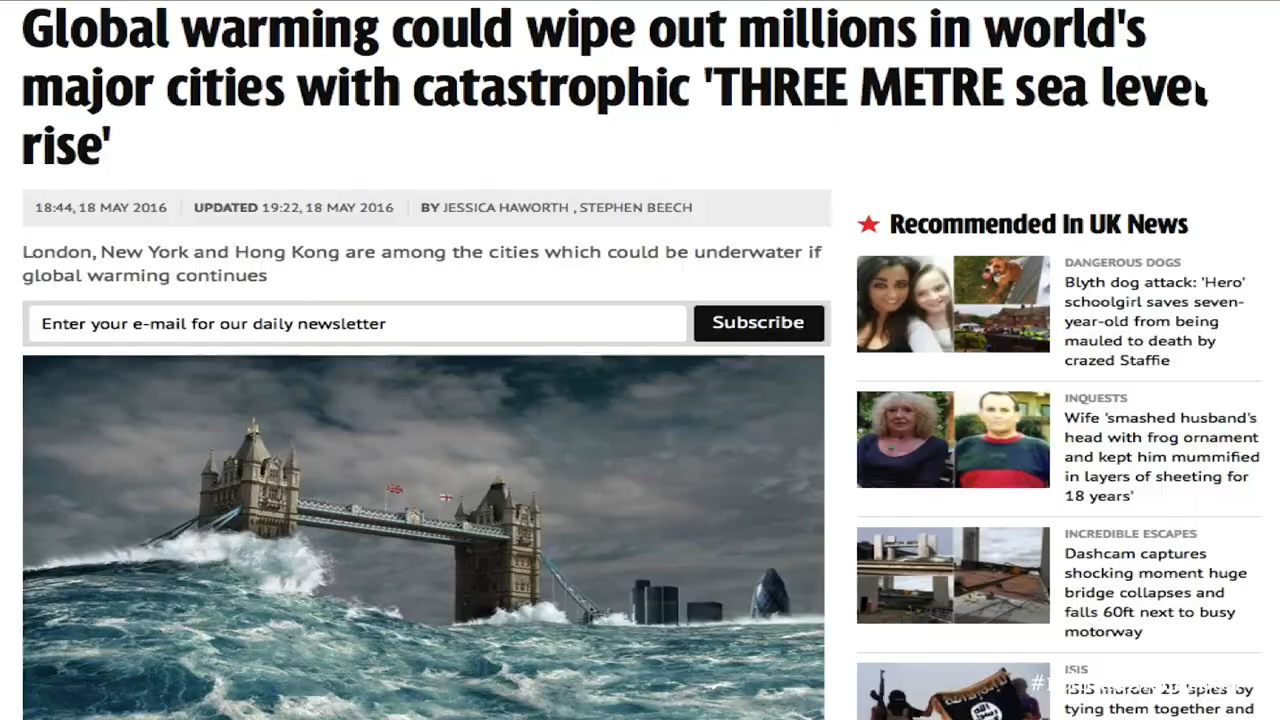 Global warming could wipe out millions in world's
major cities with catastrophic 'THREE METRE sea level
rise'
18:44, 18 MAY 2016 UPDATED 19:22, 18 MAY 2016 BY JESSICA HAWORTH , STEPHEN BEECH
London, New York and Hong Kong are among the cities which could be underwater if
global warming continues
Enter your e-mail for our daily newsletter
Subscribe
Recommended In UK News
DANGEROUS DOGS
Blyth dog attack: 'Hero'
schoolgirl saves seven-
year-old from being
mauled to death by
crazed Staffie
INQUESTS
Wife 'smashed husband's
head with frog ornament
and kept him mummified
in layers of sheeting for
18 years'
INCREDIBLE ESCAPES
Dashcam captures
shocking moment huge
bridge collapses and
falls 60ft next to busy
motorway
ISIS
ISIS murder 25 'spies' by
tying them together and